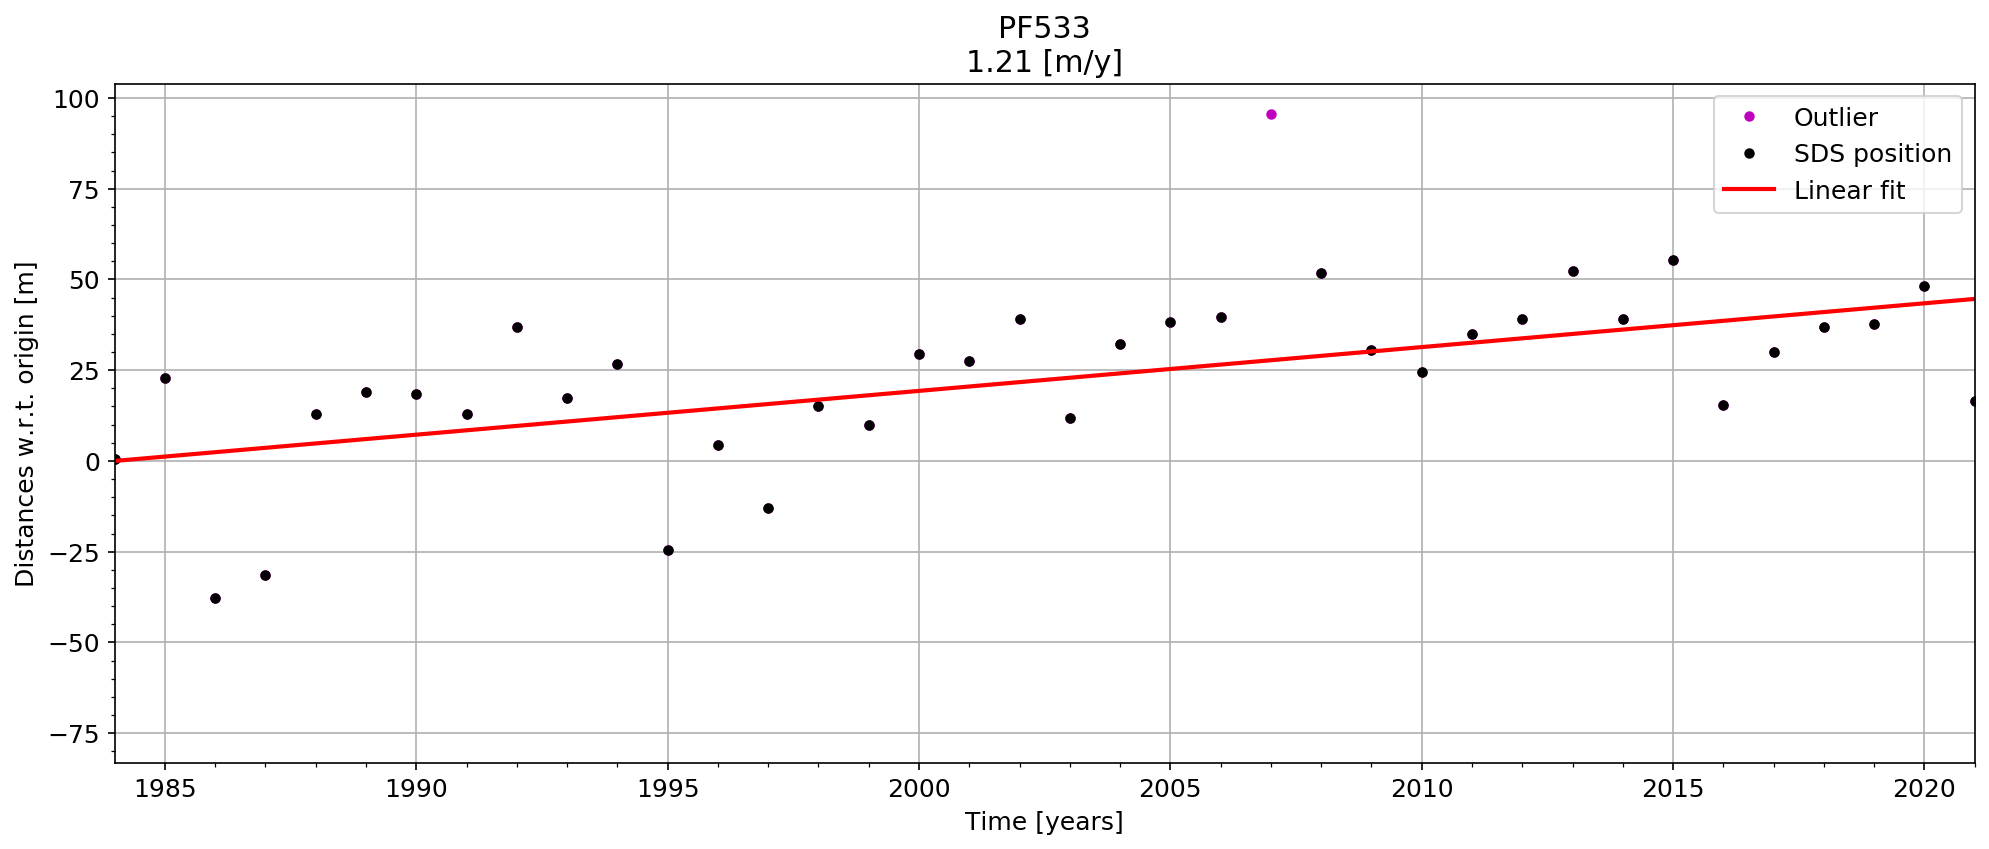 PF533
1.21 [m/y]
Outlier
SDS position
Linear fit
Distances w.r.t. origin [m]
100
75
50
25
0
−25
−50
−75
1985
1990
1995
2000
2005
2010
2015
2020
Time [years]